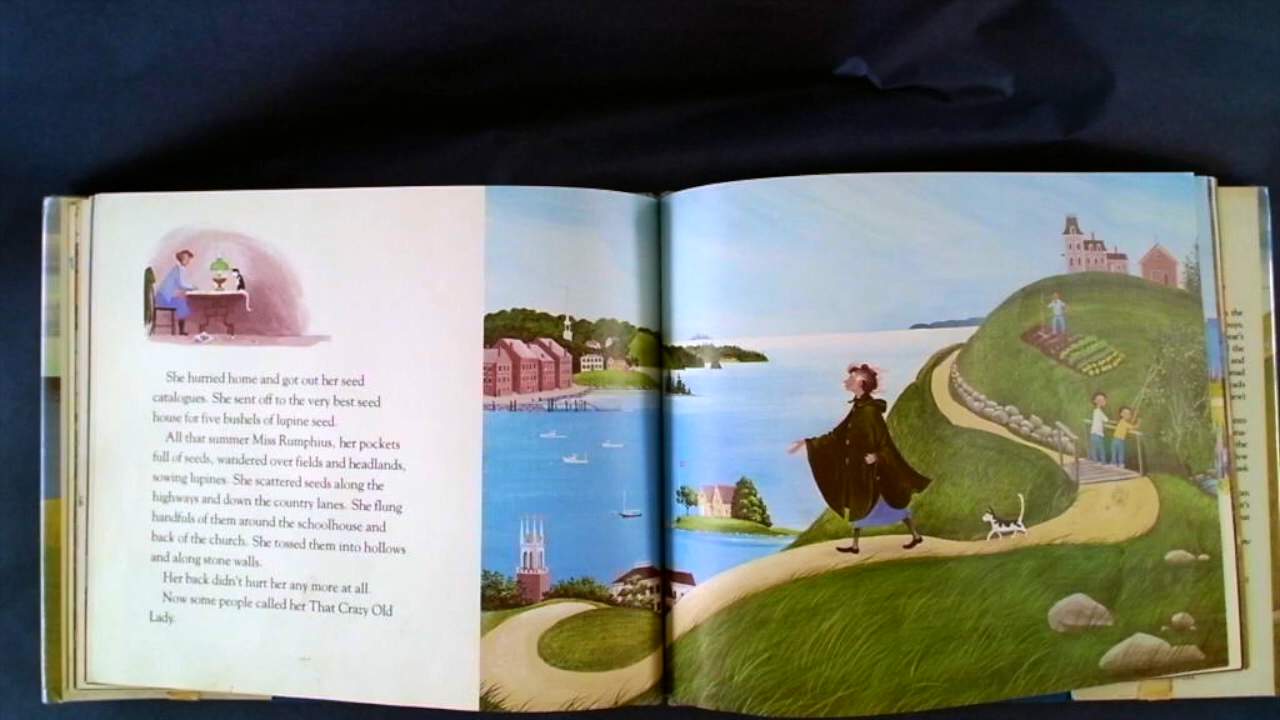 She hurried home and got out her seed
catalogues. She sent off to the very best seed
house for five bushels of lupine seed.
All that summer Miss Rumphius, her pockets
full of seeds, wandered over fields and headlands,
sowing lupines. She scattered seeds along the
highways and down the country lanes. She flung
handfuls of them around the schoolhouse and
back of the church. She tossed them into hollows
and along stone walls.
Her back didn't hurt her any more at all.
Now some people called her That Crazy Old
Lady.
the
the
and
the